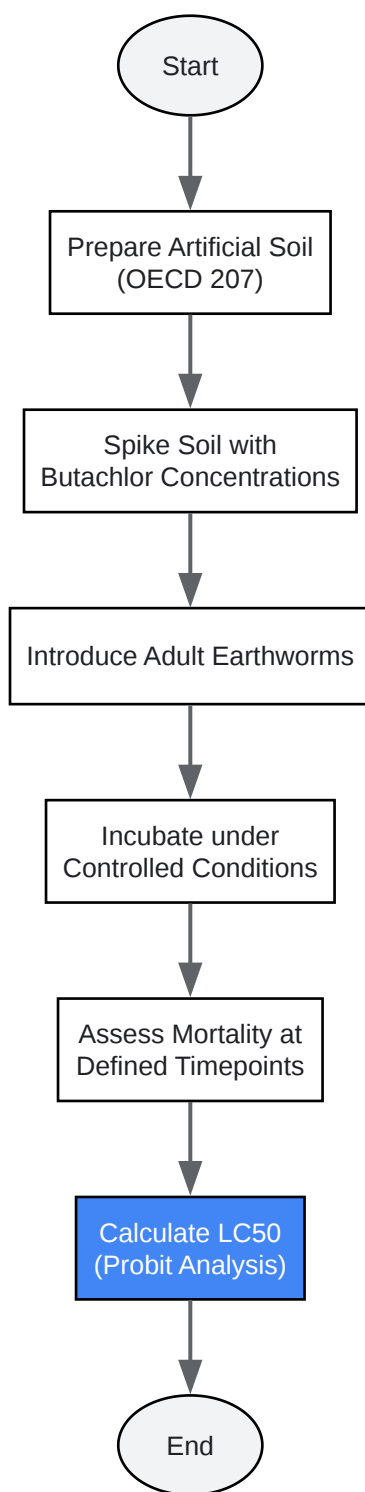 Start
Prepare Artificial Soil
(OECD 207)
Spike Soil with
Butachlor Concentrations
Introduce Adult Earthworms
Incubate under
Controlled Conditions
Assess Mortality at
Defined Timepoints
Calculate LC50
(Probit Analysis)
End